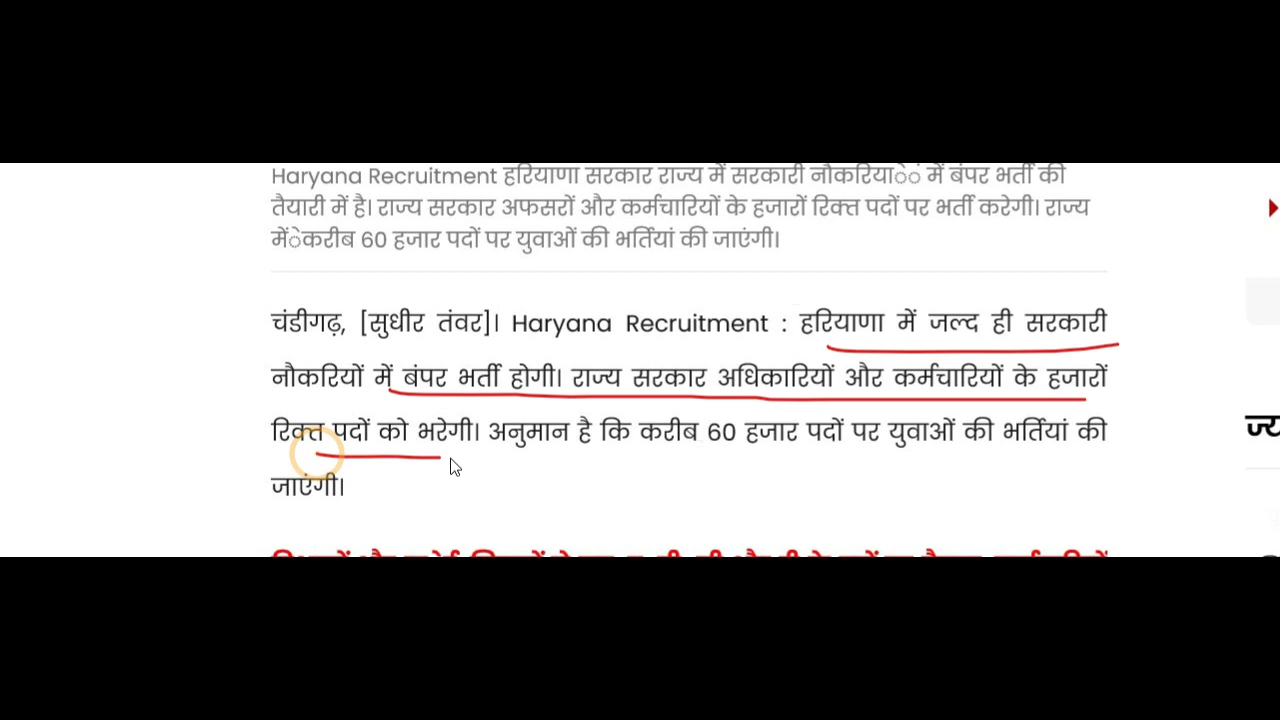 Haryana Recruitment हरियाणा सरकार राज्य में सरकारी नौकरियाेें में बंपर भर्ती की
तैयारी में है। राज्य सरकार अफसरों और कर्मचारियों के हजारों रिक्त पदों पर भर्ती करेगी। राज्य
मेंेकरीब 60 हजार पदों पर युवाओं की भर्तियां की जाएंगी।
चंडीगढ़, [सुधीर तंवर]। Haryana Recruitment : हरियाणा में जल्द ही सरकारी
नौकरियों में बंपर भर्ती होगी। राज्य सरकार अधिकारियों और कर्मचारियों के हजारों
रिक्त पदों को भरेगी। अनुमान है कि करीब 60 हजार पदों पर युवाओं की भर्तियां की
जाएंगी।